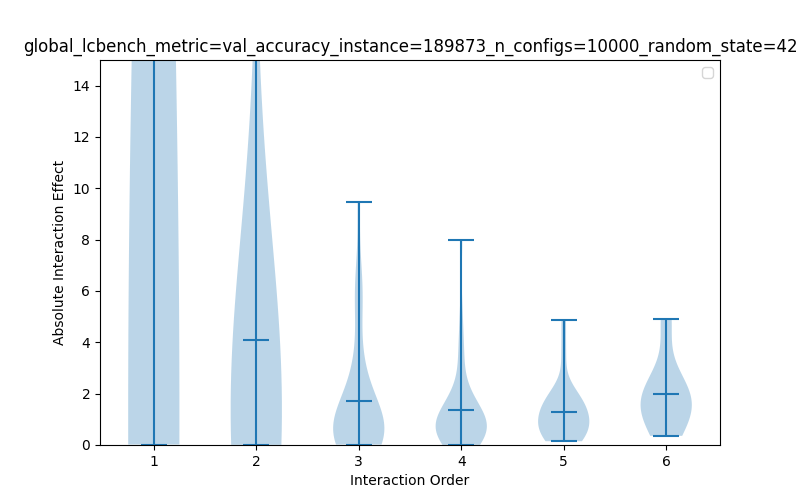 global_lcbench_metric=val_accuracy_instance=189873_n_configs=10000_random_state=42
14
12
10
8
6
4
2
0
Absolute Interaction Effect
1 2 3 4 5 6
Interaction Order